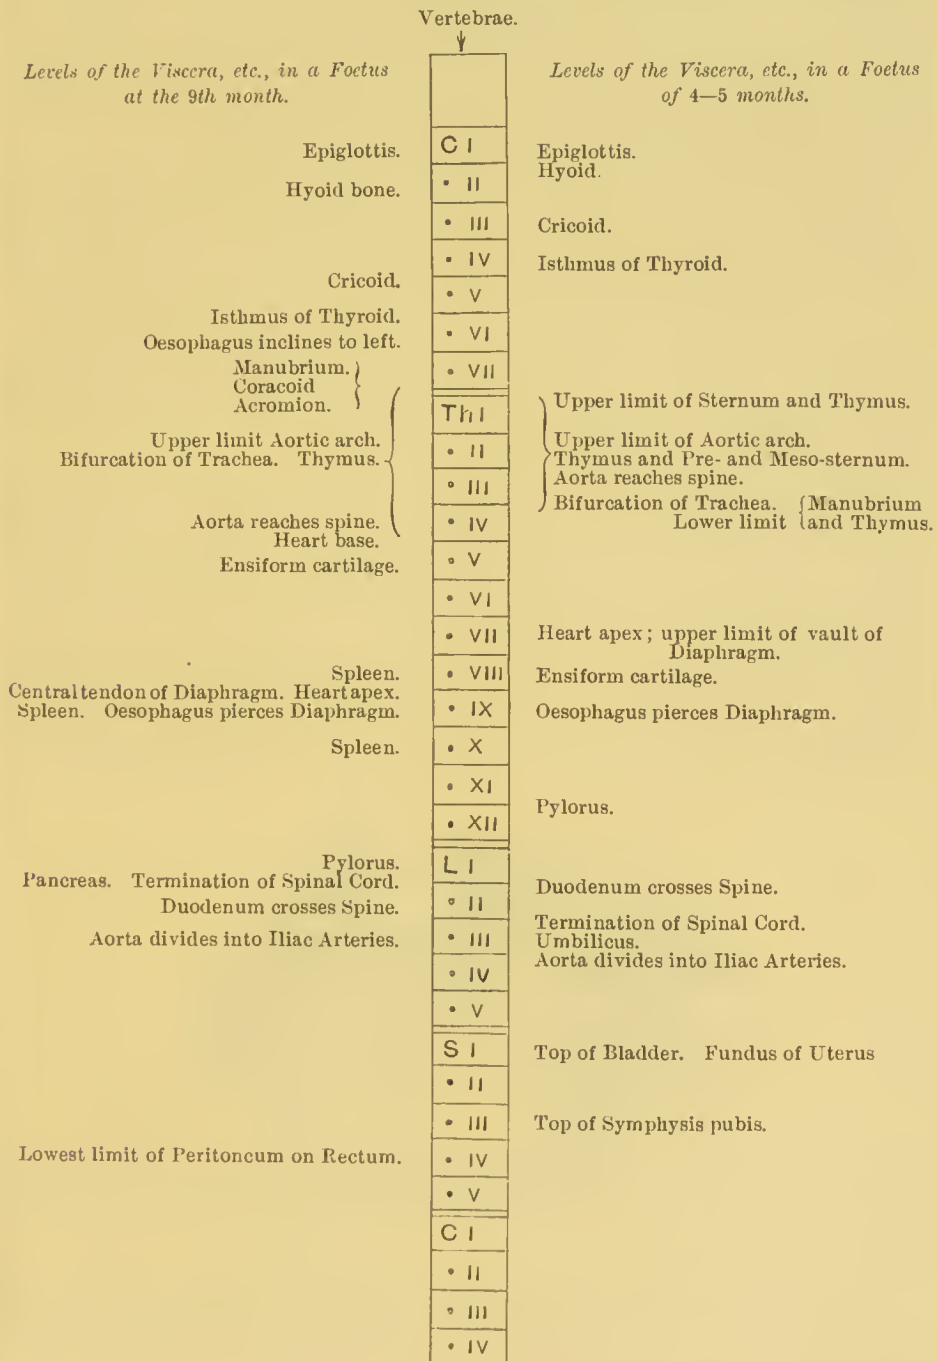 Vertebrae.
Levels of the Viscera, etc., in a Foetus
at the 9th month.
Levels of the Viscera, etc., in a Foetus
of 4—5 months.
Epiglottis.
C I
Epiglottis.
Hyoid.
Hyoid bone.
• II
• III
Cricoid.
• IV
Isthmus of Thyroid.
Cricoid.
• V
Isthmus of Thyroid.
Oesophagus inclines to left.
• VI
Manubrium.
Coracoid
Acromion.
• VII
Th I
Upper limit of Sternum and Thymus.
Upper limit Aortic arch.
Bifurcation of Trachea. Thymus.
• II
Upper limit of Aortic arch.
Thymus and Pre- and Meso-sternum.
Aorta reaches spine.
• III
Bifurcation of Trachea. {Manubrium
Lower limit {and Thymus.
Aorta reaches spine.
Heart base.
• IV
Ensiform cartilage.
• V
• VI
• VII
Heart apex; upper limit of vault of
Diaphragm.
Spleen.
• VIII
Ensiform cartilage.
Central tendon of Diaphragm. Heart apex.
Spleen. Oesophagus pierces Diaphragm.
• IX
Oesophagus pierces Diaphragm.
Spleen.
• X
• XI
Pylorus.
• XII
Pylorus.
L I
Pancreas. Termination of Spinal Cord.
Duodenum crosses Spine.
Duodenum crosses Spine.
• II
Termination of Spinal Cord.
Umbilicus.
Aorta divides into Iliac Arteries.
Aorta divides into Iliac Arteries.
• III
• IV
• V
S I
Top of Bladder. Fundus of Uterus
• II
• III
Top of Symphysis pubis.
Lowest limit of Peritoneum on Rectum.
• IV
• V
C I
• II
• III
• IV